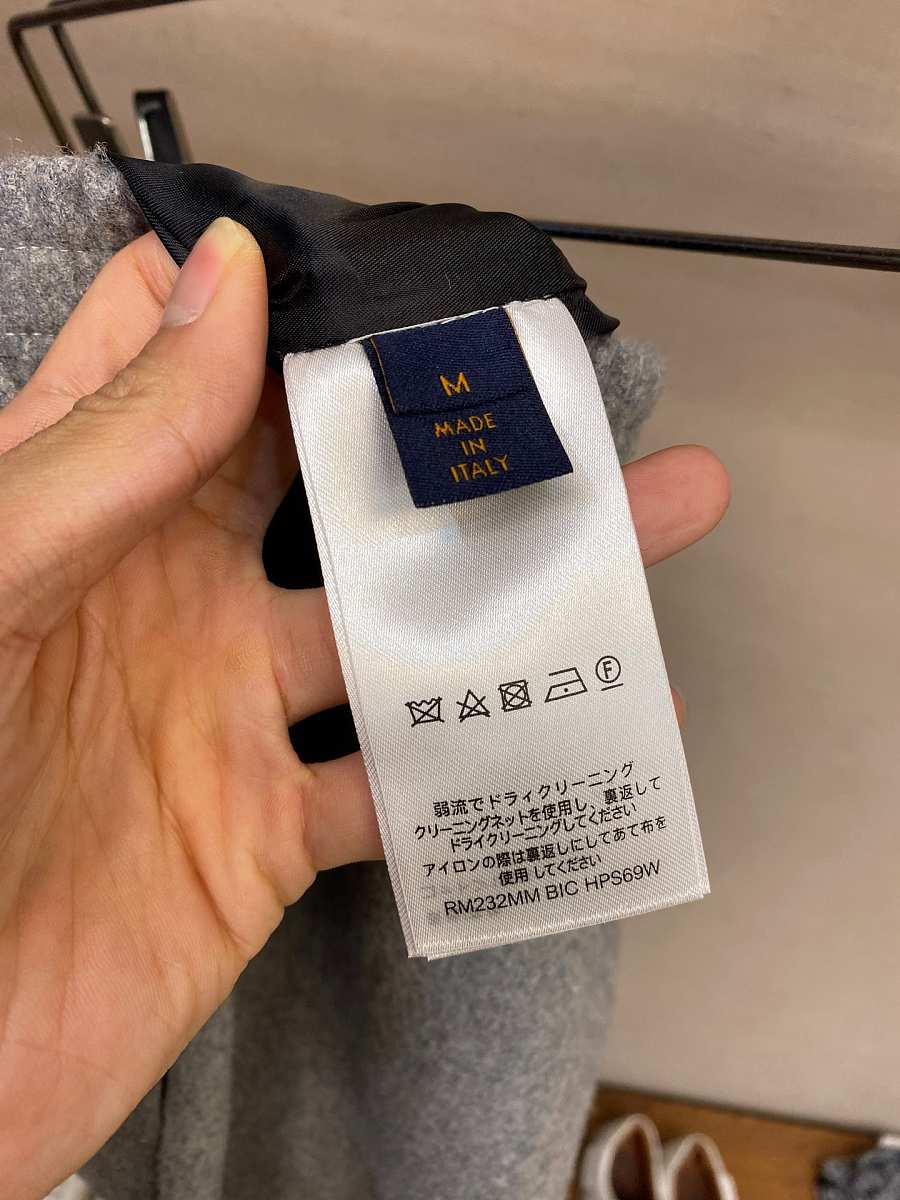 M
MADE
IN
ITALY
F
弱流でドライクリーニング
クリーニングネットを使用し、裏返して
ドライクリーニングしてください
アイロンの際は裏返しにしてあて布を
使用してください
RM232MM BIC HPS69W